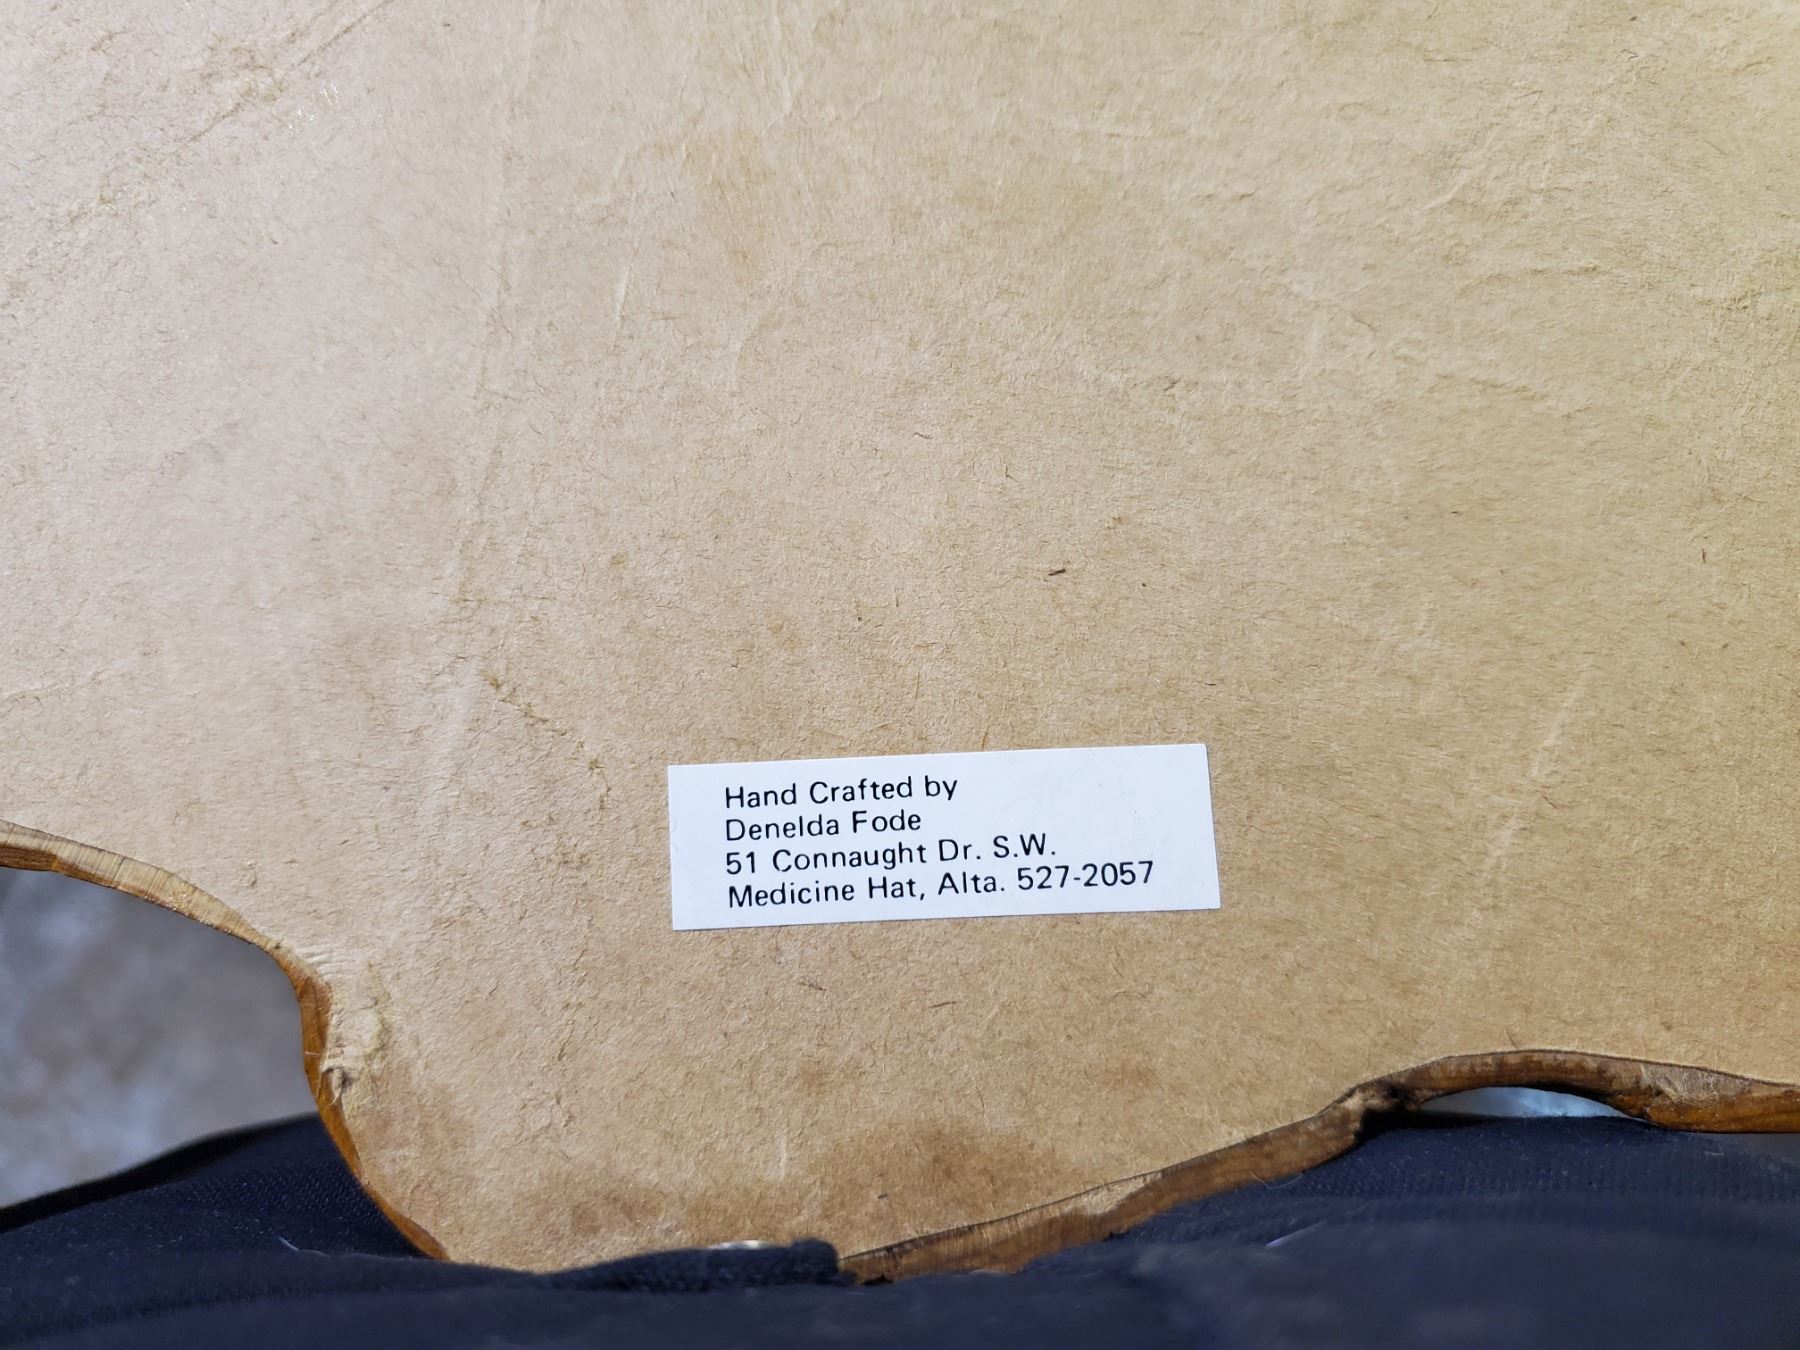 Hand Crafted by
Denelda Fode
51 Connaught Dr. S.W.
Medicine Hat, Alta. 527-2057